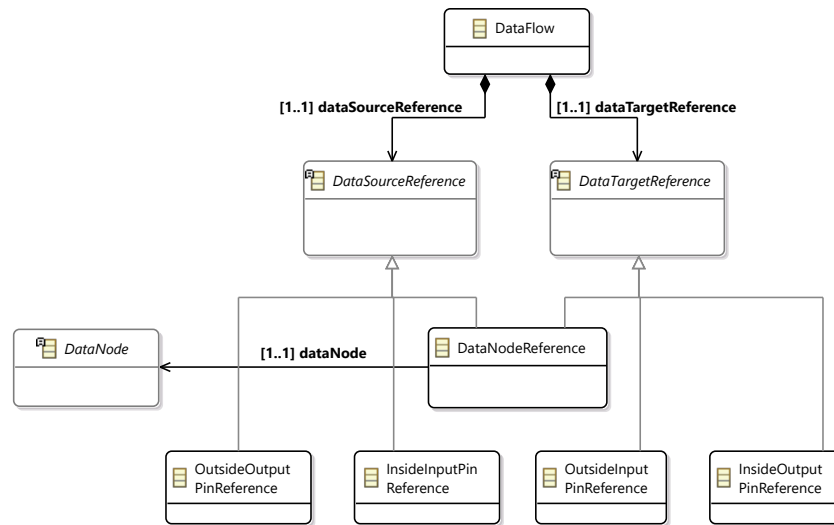 DataFlow
[1..1] dataSourceReference
[1..1] dataTargetReference
DataSourceReference
DataTargetReference
DataNode
[1..1] dataNode
DataNodeReference
OutsideOutput
PinReference
InsideInputPin
Reference
OutsideInput
PinReference
InsideOutput
PinReference